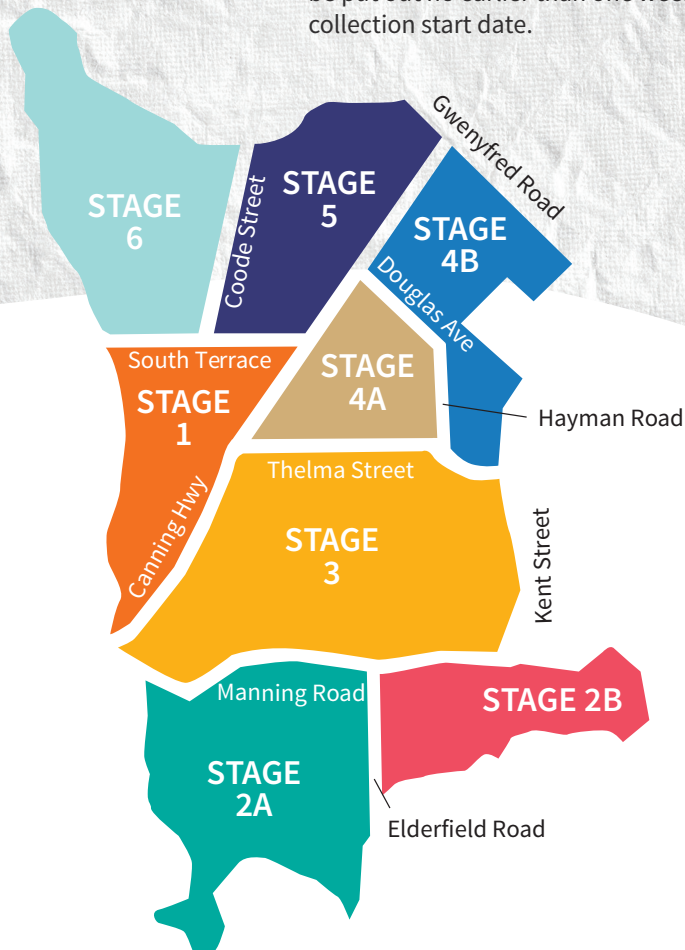 collection start date.
Gwenyfred Road
STAGE
6
Coode Street
STAGE
5
STAGE
4B
Douglas Ave
South Terrace
STAGE
1
STAGE
4A
Hayman Road
Canning Hwy
Thelma Street
STAGE
3
Kent Street
Manning Road
STAGE 2B
STAGE
2A
Elderfield Road